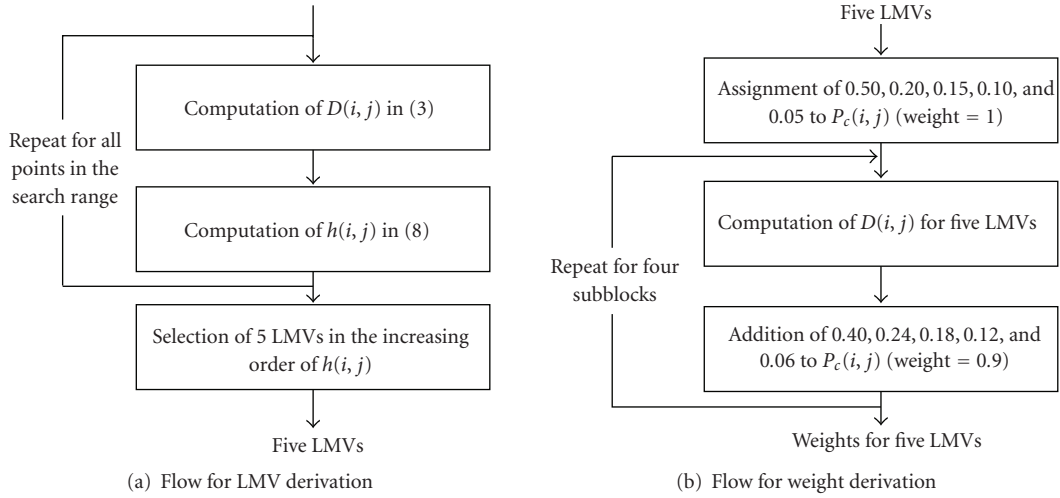 Computation of D(i, j) in (3)
Repeat for all
points in the
search range
Computation of h(i, j) in (8)
Selection of 5 LMVs in the increasing
order of h(i, j)
Five LMVs
(a) Flow for LMV derivation
Five LMVs
Assignment of 0.50, 0.20, 0.15, 0.10, and
0.05 to Pc(i, j) (weight = 1)
Computation of D(i, j) for five LMVs
Repeat for four
subblocks
Addition of 0.40, 0.24, 0.18, 0.12, and
0.06 to Pc(i, j) (weight = 0.9)
Weights for five LMVs
(b) Flow for weight derivation